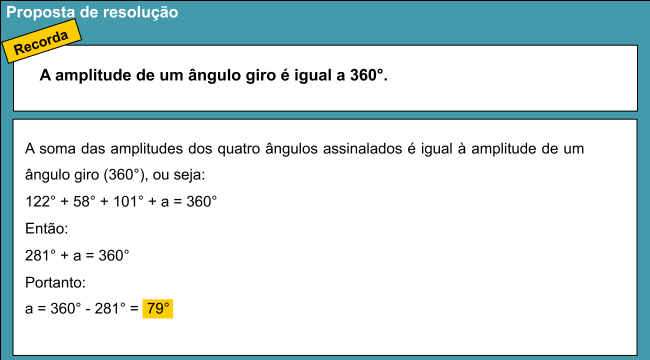 Proposta de resolução
Recorda
A amplitude de um ângulo giro é igual a 360°.
A soma das amplitudes dos quatro ângulos assinalados é igual à amplitude de um
ângulo giro (360°), ou seja:
122° + 58° + 101° + a = 360°
Então:
281° + a = 360°
Portanto:
a = 360° - 281° = 79°